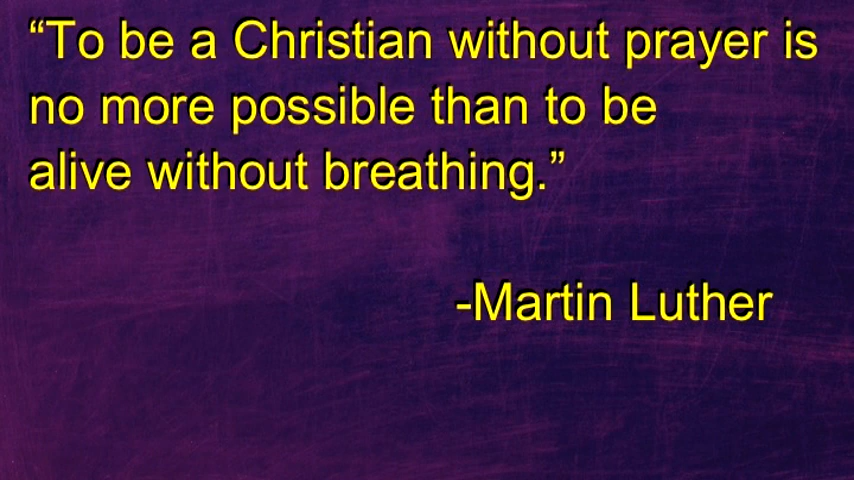 “To be a Christian without prayer is
no more possible than to be
alive without breathing.”
-Martin Luther